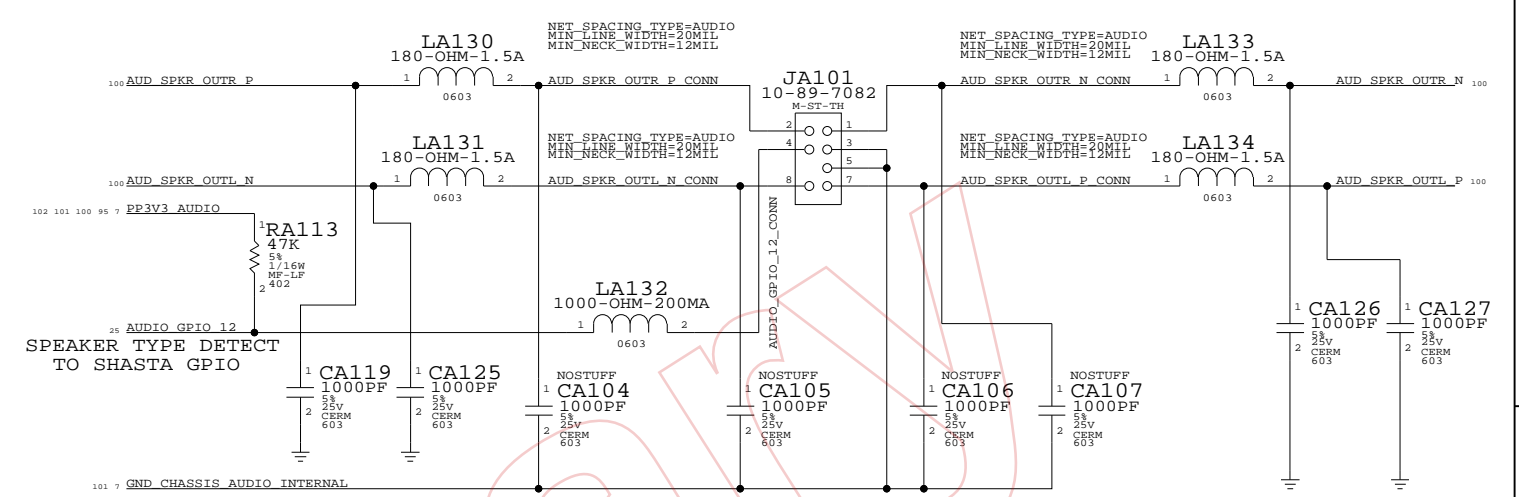 NET_SPACING_TYPE=AUDIO
MIN_LINE_WIDTH=20MIL
MIN_NECK_WIDTH=12MIL
LA130
180-OHM-1.5A
100 AUD_SPKR_OUTR_P
1 2
0603
AUD_SPKR_OUTR_P_CONN
JA101
10-89-7082
M-ST-TH
2 1
4 3
5
8 7
NET_SPACING_TYPE=AUDIO
MIN_LINE_WIDTH=20MIL
MIN_NECK_WIDTH=12MIL
AUD_SPKR_OUTR_N_CONN
LA133
180-OHM-1.5A
1 2
0603
AUD_SPKR_OUTR_N 100
LA131
180-OHM-1.5A
100 AUD_SPKR_OUTL_N
1 2
0603
NET_SPACING_TYPE=AUDIO
MIN_LINE_WIDTH=20MIL
MIN_NECK_WIDTH=12MIL
AUD_SPKR_OUTL_N_CONN
NET_SPACING_TYPE=AUDIO
MIN_LINE_WIDTH=20MIL
MIN_NECK_WIDTH=12MIL
AUD_SPKR_OUTL_P_CONN
LA134
180-OHM-1.5A
1 2
0603
AUD_SPKR_OUTL_P 100
102 101 100 95 7 PP3V3_AUDIO
1
RA113
47K
5%
1/16W
MF-LF
402
2
LA132
1000-OHM-200MA
1 2
0603
AUDIO_GPIO_12_CONN
25 AUDIO_GPIO_12
SPEAKER TYPE DETECT
TO SHASTA GPIO
1
CA119
1000PF
5%
25V
CERM
603
2
1
CA125
1000PF
5%
25V
CERM
603
2
NOSTUFF
1
CA104
1000PF
5%
25V
CERM
603
2
NOSTUFF
1
CA105
1000PF
5%
25V
CERM
603
2
NOSTUFF
1
CA106
1000PF
5%
25V
CERM
603
2
NOSTUFF
1
CA107
1000PF
5%
25V
CERM
603
2
1
CA126
1000PF
5%
25V
CERM
603
2
1
CA127
1000PF
5%
25V
CERM
603
2
101 7 GND_CHASSIS_AUDIO_INTERNAL
ary